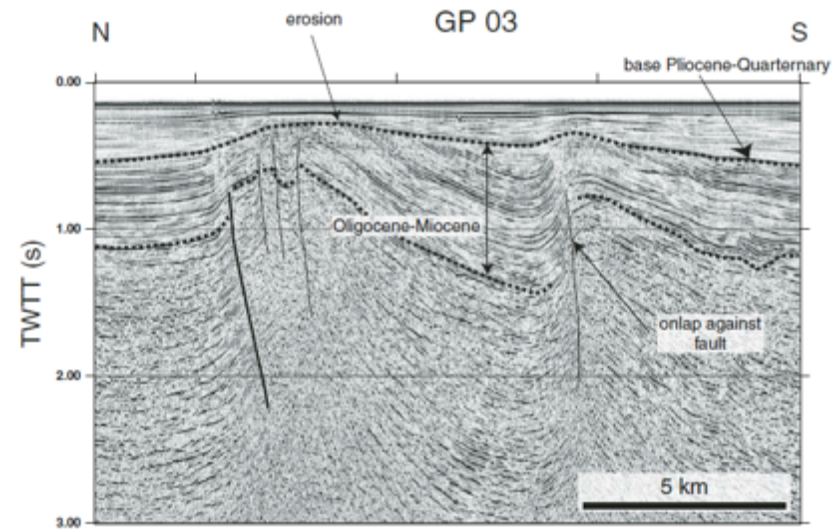 GP 03
erosion
N
S
base Pliocene-Quarternary
0.00
Oligocene-Miocene
1.00
TWTT (s)
onlap against
fault
2.00
5 km
3.00